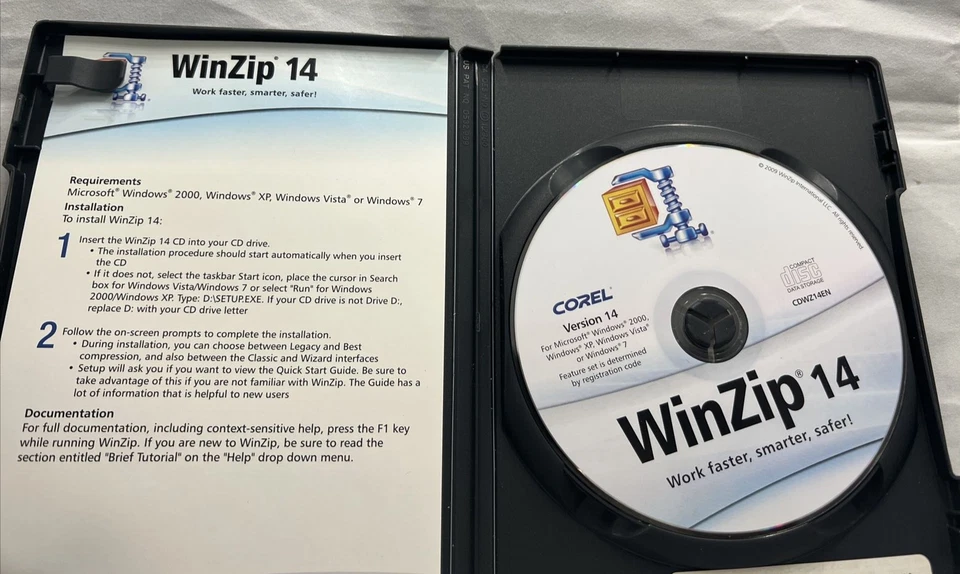 WinZip® 14
Work faster, smarter, safer!
Requirements
Microsoft® Windows® 2000, Windows® XP, Windows Vista® or Windows® 7
Installation
To install WinZip 14:
1 Insert the WinZip 14 CD into your CD drive.
• The installation procedure should start automatically when you insert
the CD
• If it does not, select the taskbar Start icon, place the cursor in Search
box for Windows Vista/Windows 7 or select "Run" for Windows
2000/Windows XP. Type: D:\SETUP.EXE. If your CD drive is not Drive D:,
replace D: with your CD drive letter
2 Follow the on-screen prompts to complete the installation.
• During installation, you can choose between Legacy and Best
compression, and also between the Classic and Wizard interfaces
• Setup will ask you if you want to view the Quick Start Guide. Be sure to
take advantage of this if you are not familiar with WinZip. The Guide has a
lot of information that is helpful to new users
Documentation
For full documentation, including context-sensitive help, press the F1 key
while running WinZip. If you are new to WinZip, be sure to read the
section entitled "Brief Tutorial" on the "Help" drop down menu.
US PAT NO
© 2009 WinZip International LLC. All rights reserved.
COMPACT
disc
DATA STORAGE
CDWZ14EN
COREL®
Version 14
For Microsoft® Windows® 2000,
Windows® XP, Windows Vista®
or Windows® 7
Feature set is determined
by registration code
WinZip® 14
Work faster, smarter, safer!